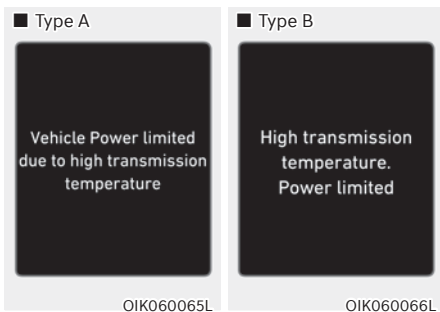 ■ Type A
Vehicle Power limited
due to high transmission
temperature
OIK060065L
■ Type B
High transmission
temperature.
Power limited
OIK060066L